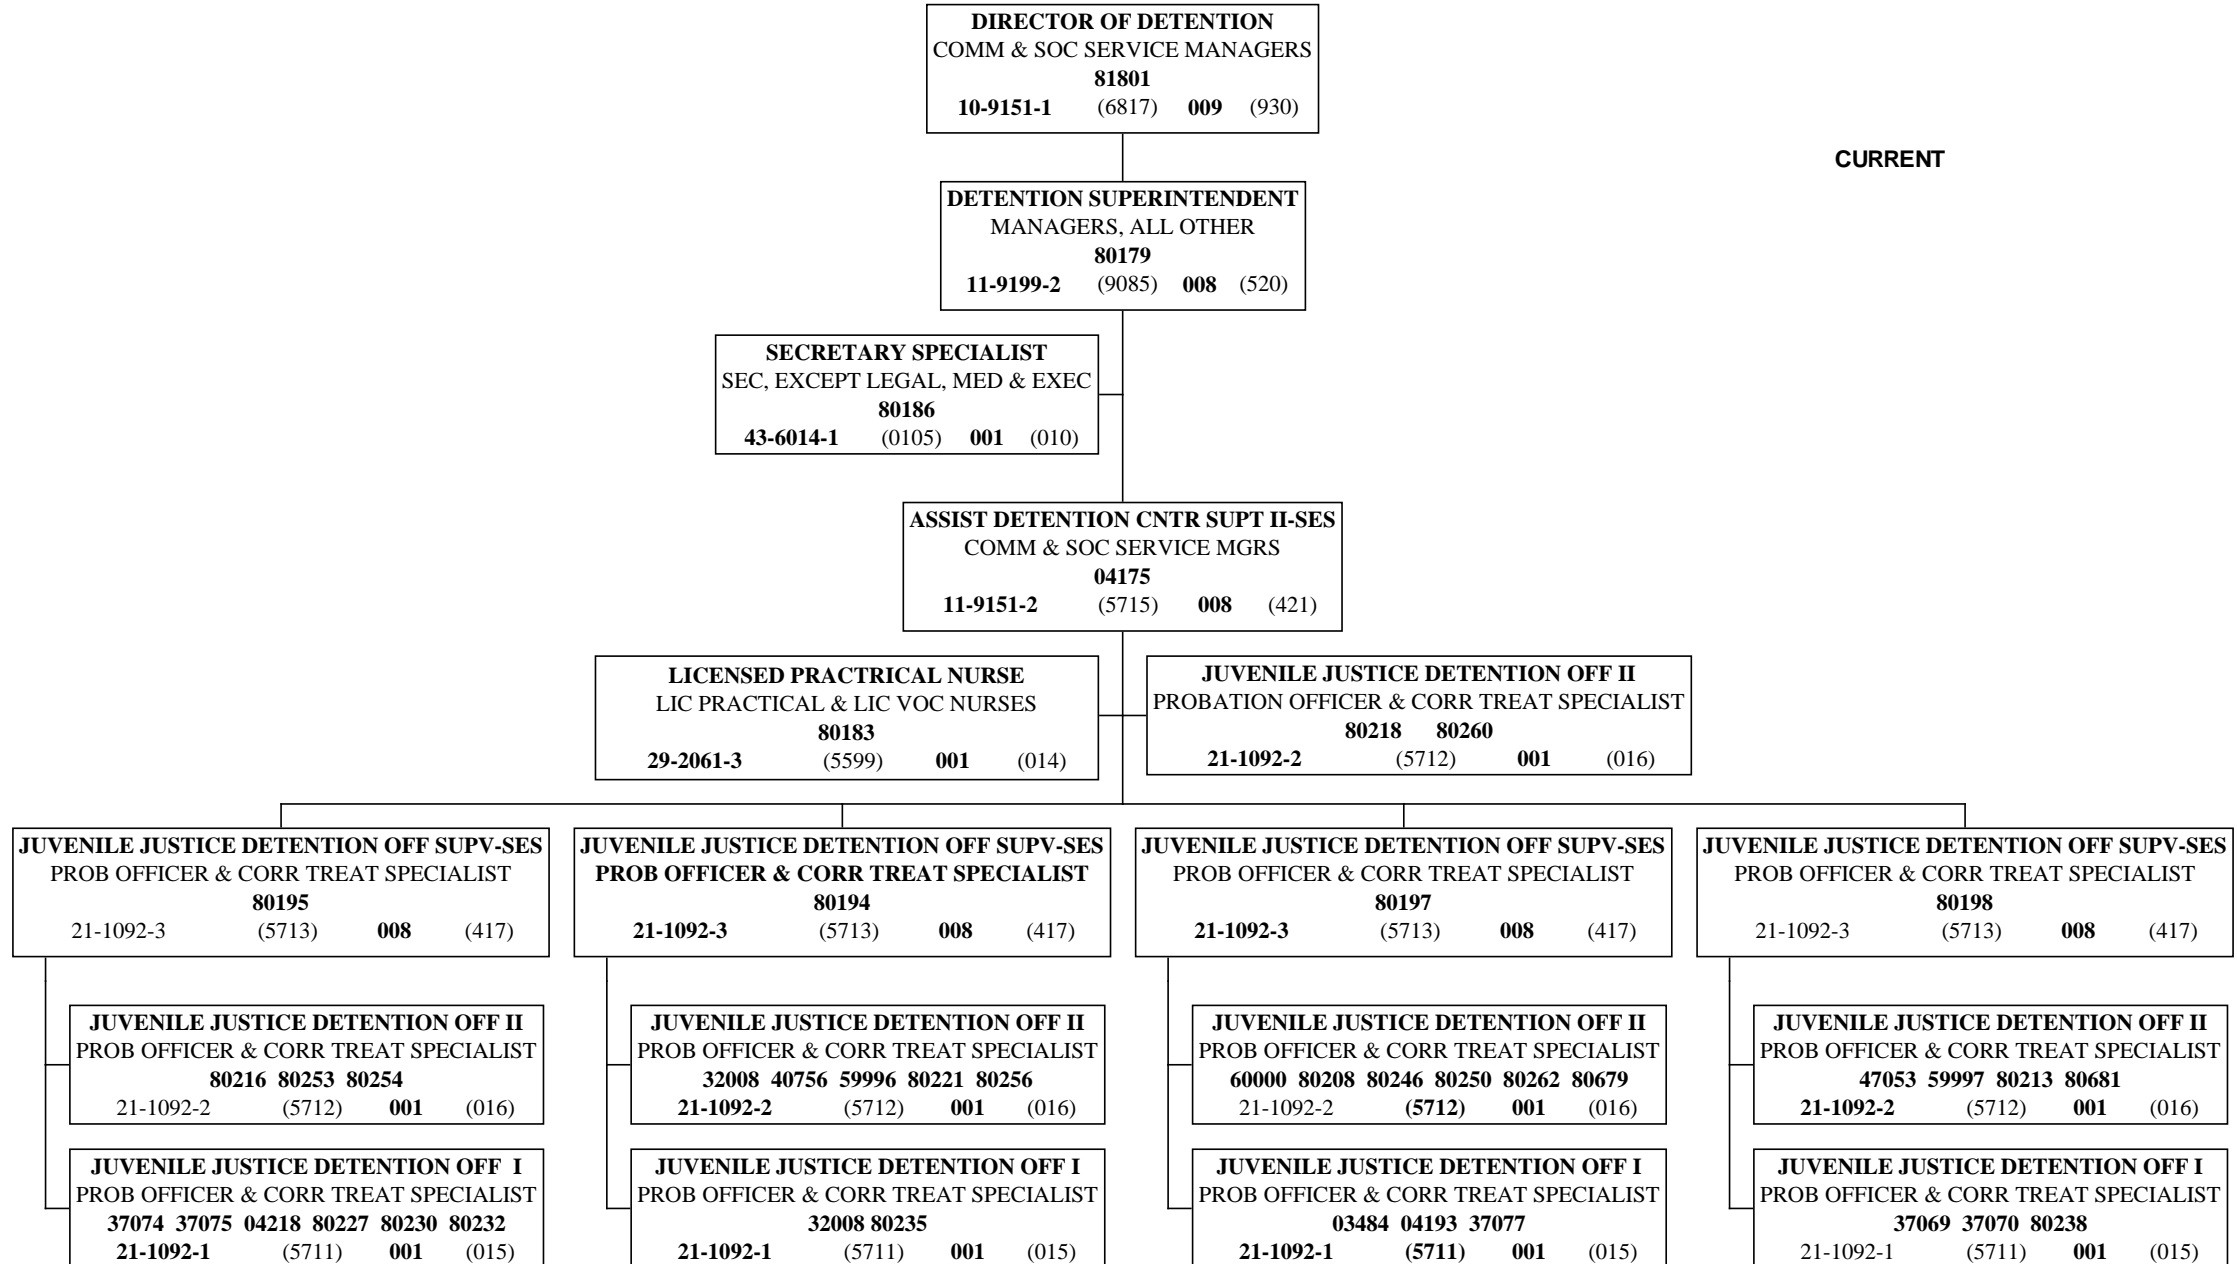 DIRECTOR OF DETENTION
COMM & SOC SERVICE MANAGERS
81801
10-9151-1 (6817) 009 (930)
CURRENT
DETENTION SUPERINTENDENT
MANAGERS, ALL OTHER
80179
11-9199-2 (9085) 008 (520)
SECRETARY SPECIALIST
SEC, EXCEPT LEGAL, MED & EXEC
80186
43-6014-1 (0105) 001 (010)
ASSIST DETENTION CNTR SUPT II-SES
COMM & SOC SERVICE MGRS
04175
11-9151-2 (5715) 008 (421)
LICENSED PRACTRICAL NURSE
LIC PRACTICAL & LIC VOC NURSES
80183
29-2061-3 (5599) 001 (014)
JUVENILE JUSTICE DETENTION OFF II
PROBATION OFFICER & CORR TREAT SPECIALIST
80218 80260
21-1092-2 (5712) 001 (016)
JUVENILE JUSTICE DETENTION OFF SUPV-SES
PROB OFFICER & CORR TREAT SPECIALIST
80195
21-1092-3 (5713) 008 (417)
JUVENILE JUSTICE DETENTION OFF II
PROB OFFICER & CORR TREAT SPECIALIST
80216 80253 80254
21-1092-2 (5712) 001 (016)
JUVENILE JUSTICE DETENTION OFF I
PROB OFFICER & CORR TREAT SPECIALIST
37074 37075 04218 80227 80230 80232
21-1092-1 (5711) 001 (015)
JUVENILE JUSTICE DETENTION OFF SUPV-SES
PROB OFFICER & CORR TREAT SPECIALIST
80194
21-1092-3 (5713) 008 (417)
JUVENILE JUSTICE DETENTION OFF II
PROB OFFICER & CORR TREAT SPECIALIST
32008 40756 59996 80221 80256
21-1092-2 (5712) 001 (016)
JUVENILE JUSTICE DETENTION OFF I
PROB OFFICER & CORR TREAT SPECIALIST
32008 80235
21-1092-1 (5711) 001 (015)
JUVENILE JUSTICE DETENTION OFF SUPV-SES
PROB OFFICER & CORR TREAT SPECIALIST
80197
21-1092-3 (5713) 008 (417)
JUVENILE JUSTICE DETENTION OFF II
PROB OFFICER & CORR TREAT SPECIALIST
60000 80208 80246 80250 80262 80679
21-1092-2 (5712) 001 (016)
JUVENILE JUSTICE DETENTION OFF I
PROB OFFICER & CORR TREAT SPECIALIST
03484 04193 37077
21-1092-1 (5711) 001 (015)
JUVENILE JUSTICE DETENTION OFF SUPV-SES
PROB OFFICER & CORR TREAT SPECIALIST
80198
21-1092-3 (5713) 008 (417)
JUVENILE JUSTICE DETENTION OFF II
PROB OFFICER & CORR TREAT SPECIALIST
47053 59997 80213 80681
21-1092-2 (5712) 001 (016)
JUVENILE JUSTICE DETENTION OFF I
PROB OFFICER & CORR TREAT SPECIALIST
37069 37070 80238
21-1092-1 (5711) 001 (015)